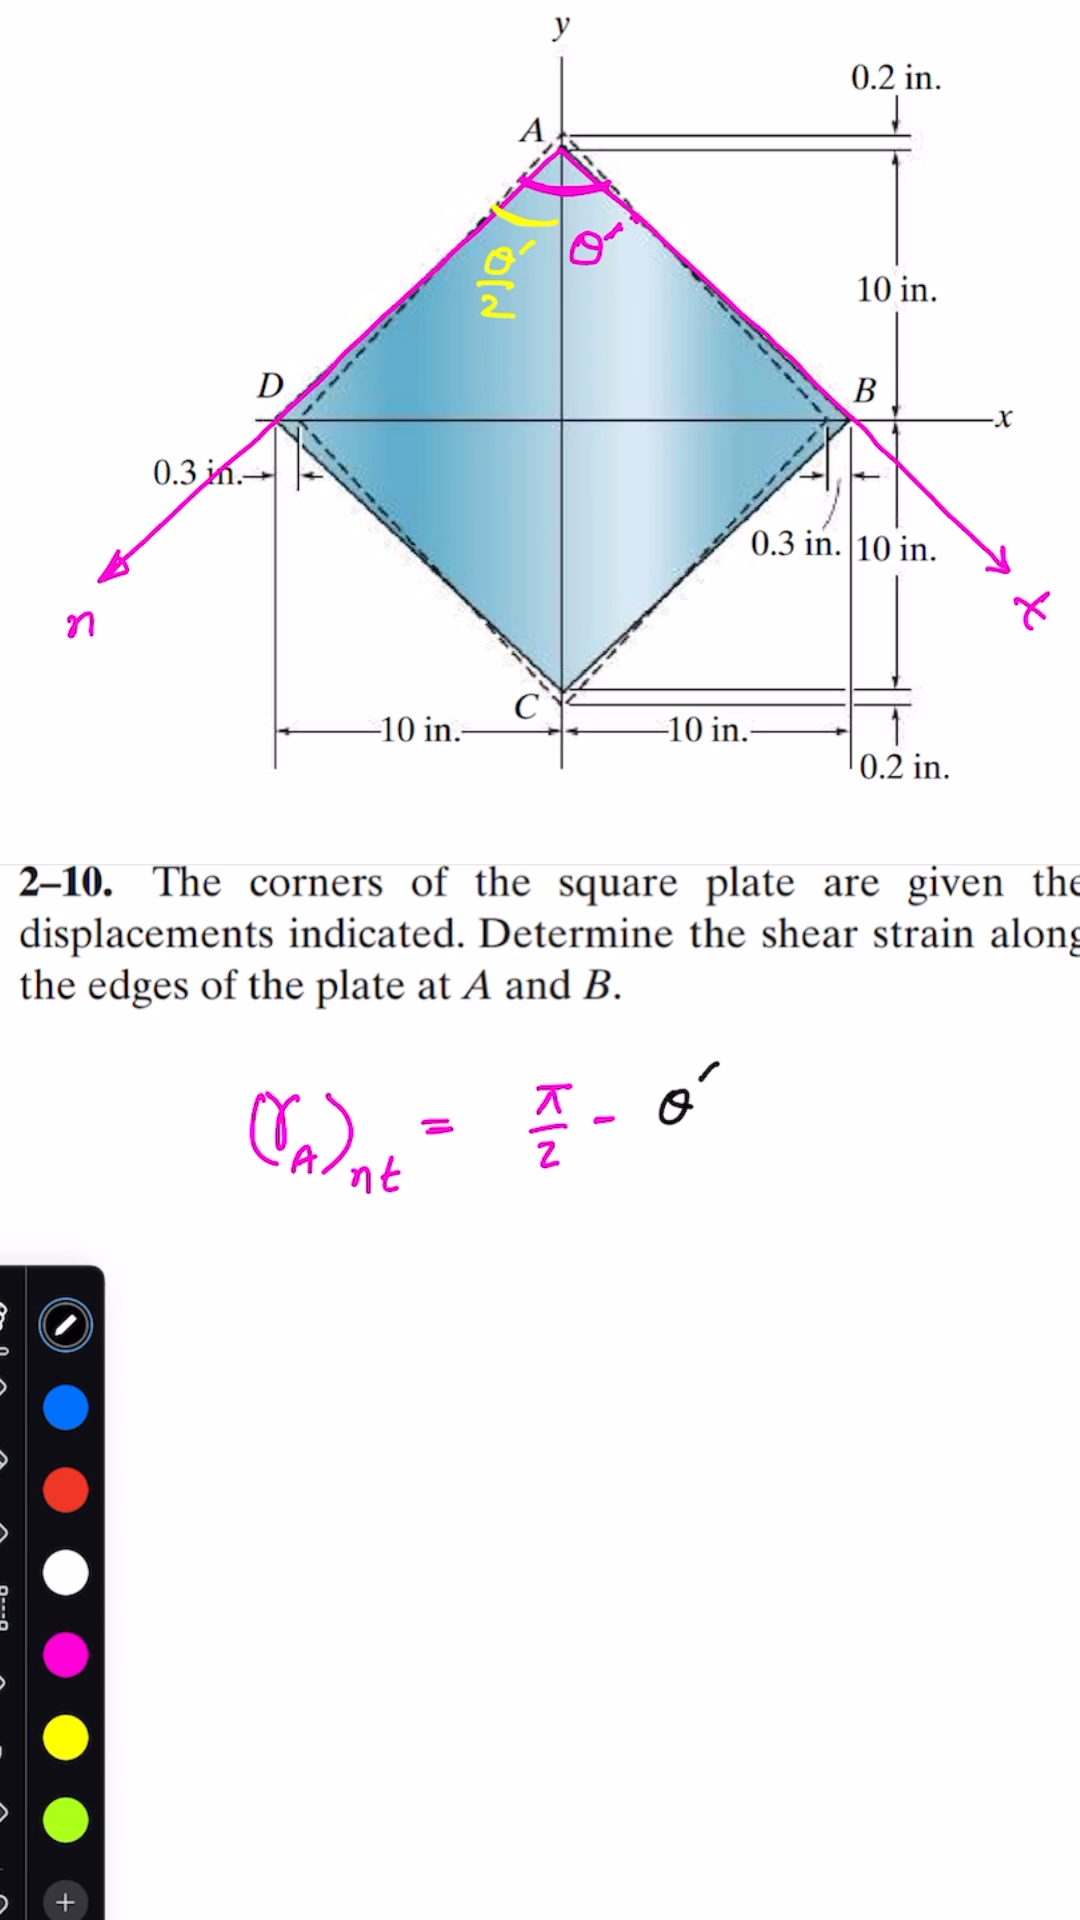 y
0.2 in.
A
θ′
θ′
2
10 in.
D
B
x
0.3 in.
0.3 in.
10 in.
n
t
C
10 in.
10 in.
0.2 in.
2–10. The corners of the square plate are given the
displacements indicated. Determine the shear strain along
the edges of the plate at A and B.
(γ_A)_nt = π/2 - θ′